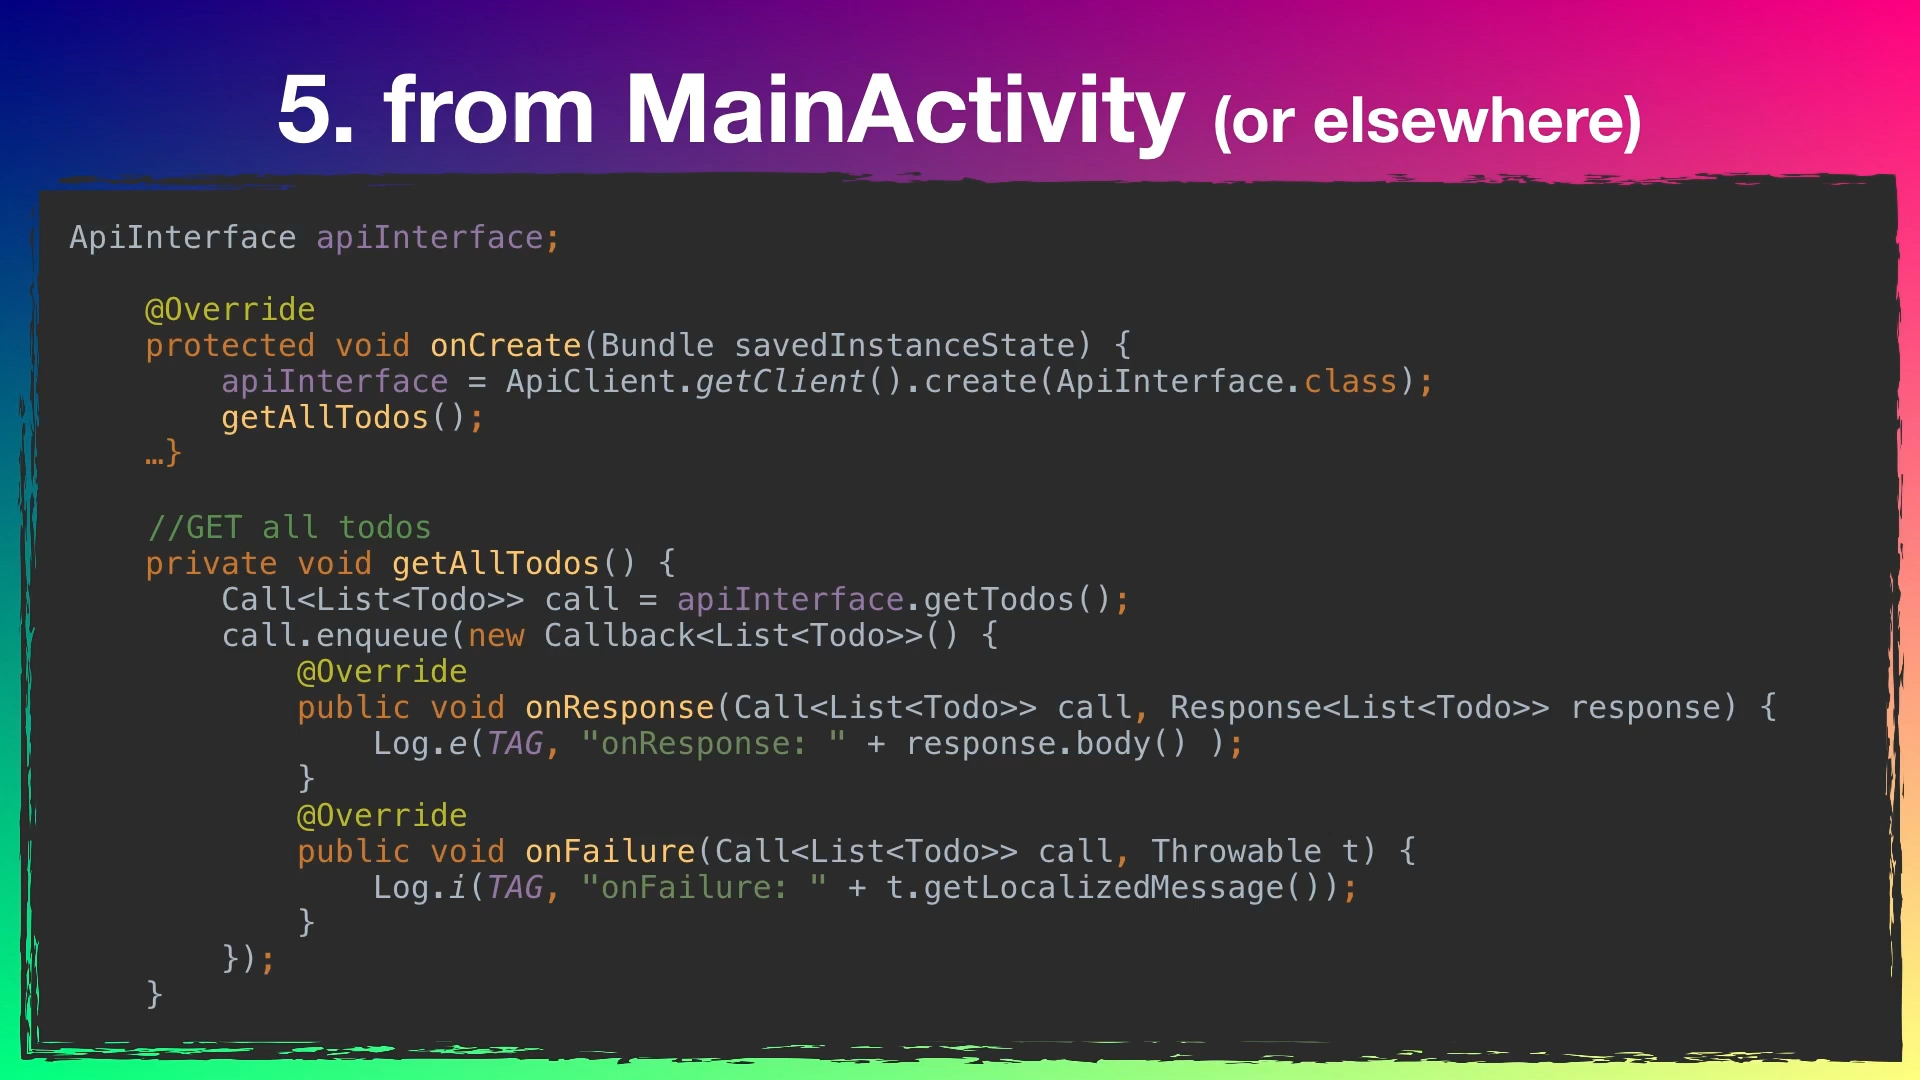 5. from MainActivity (or elsewhere)
ApiInterface apiInterface;
@Override
protected void onCreate(Bundle savedInstanceState) {
apiInterface = ApiClient.getClient().create(ApiInterface.class);
getAllTodos();
…}
//GET all todos
private void getAllTodos() {
Call<List<Todo>> call = apiInterface.getTodos();
call.enqueue(new Callback<List<Todo>>() {
@Override
public void onResponse(Call<List<Todo>> call, Response<List<Todo>> response) {
Log.e(TAG, "onResponse: " + response.body() );
}
@Override
public void onFailure(Call<List<Todo>> call, Throwable t) {
Log.i(TAG, "onFailure: " + t.getLocalizedMessage());
}
});
}